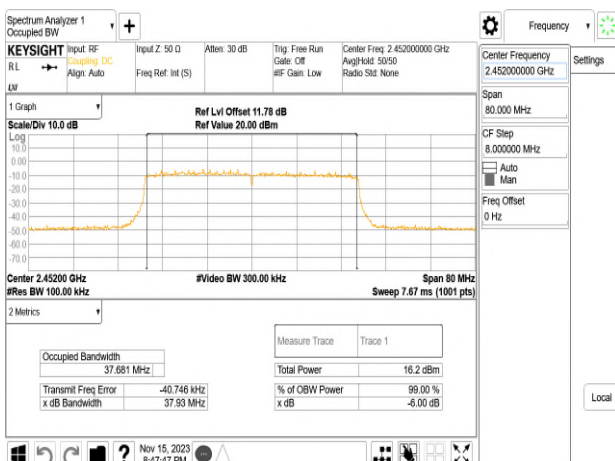 Spectrum Analyzer 1
Occupied BW
Frequency
KEYSIGHT Input: RF Input Z: 50 Ω Atten: 30 dB Trig: Free Run Center Freq: 2.452000000 GHz
RL Coupling: DC Gate: Off Avg|Hold: 50/50
Align: Auto Freq Ref: Int (S) #IF Gain: Low Radio Std: None
Center Frequency
2.452000000 GHz
Settings
Span
80.000 MHz
CF Step
8.000000 MHz
Auto
Man
Freq Offset
0 Hz
1 Graph
Ref Lvl Offset 11.78 dB
Scale/Div 10.0 dB Ref Value 20.00 dBm
Log
10.0
0.00
-10.0
-20.0
-30.0
-40.0
-50.0
-60.0
-70.0
Center 2.45200 GHz #Video BW 300.00 kHz Span 80 MHz
#Res BW 100.00 kHz Sweep 7.67 ms (1001 pts)
2 Metrics
Measure Trace Trace 1
Occupied Bandwidth
37.681 MHz Total Power 16.2 dBm
Transmit Freq Error -40.746 kHz % of OBW Power 99.00 %
x dB Bandwidth 37.93 MHz x dB -6.00 dB
Local
?
Nov 15, 2023
8:47:47 PM